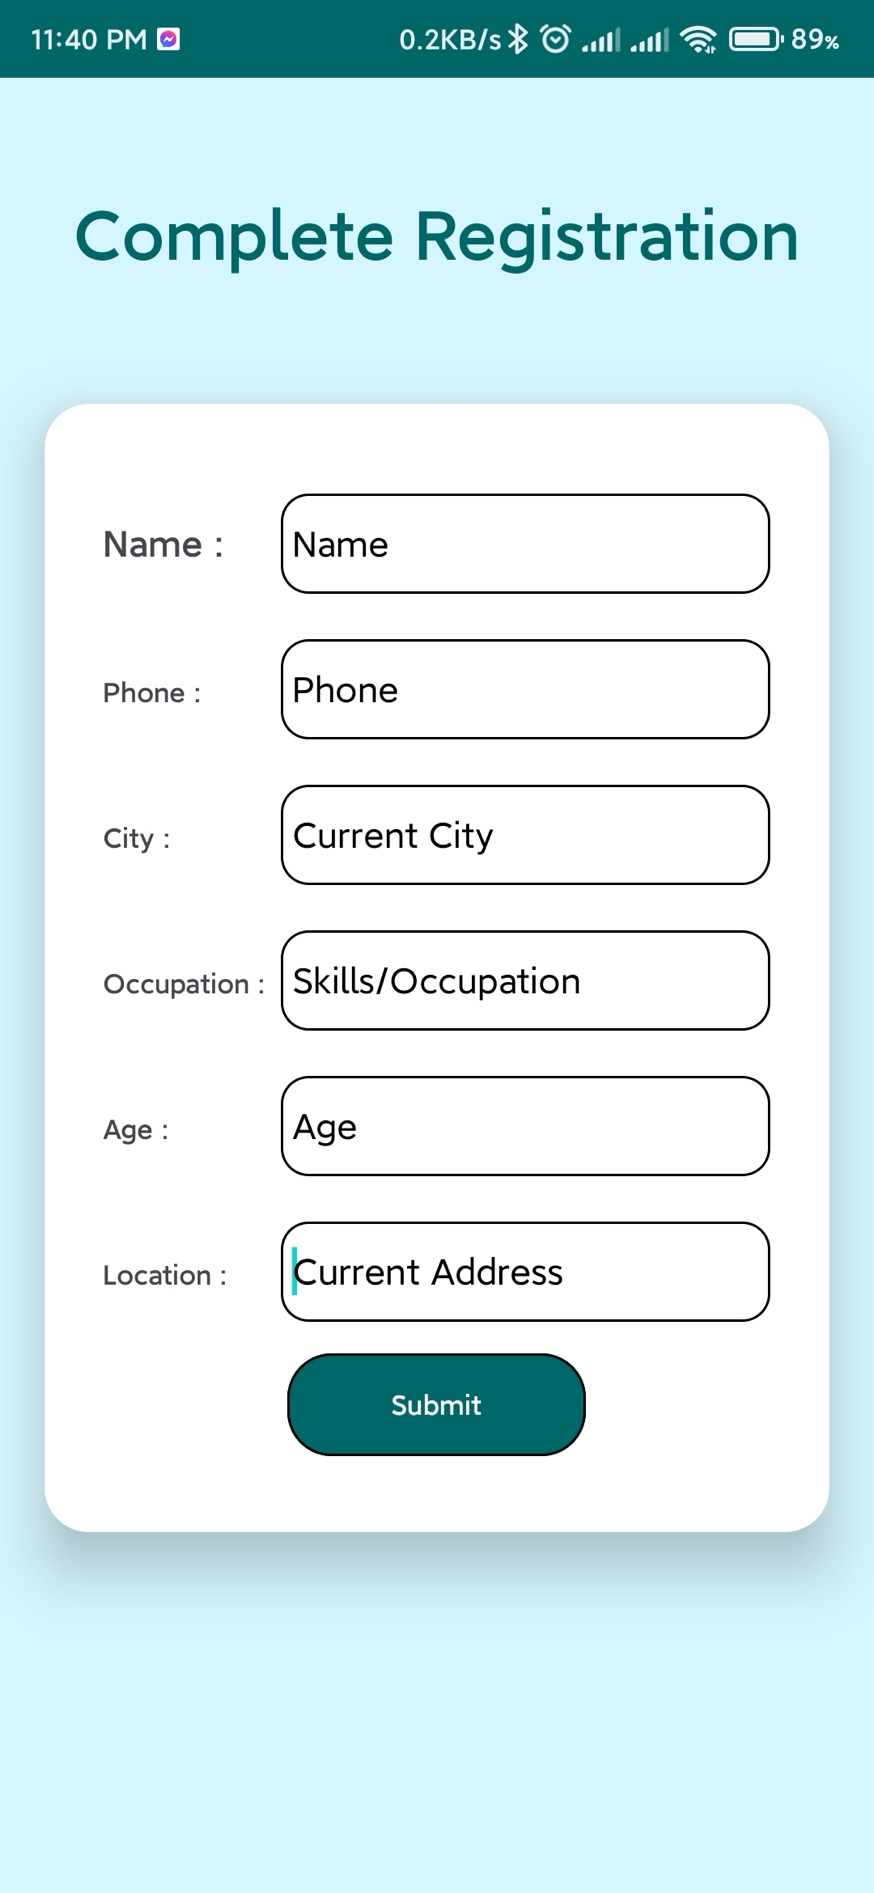 11:40 PM 0.2KB/s 89%
Complete Registration
Name : Name
Phone : Phone
City : Current City
Occupation : Skills/Occupation
Age : Age
Location : Current Address
Submit